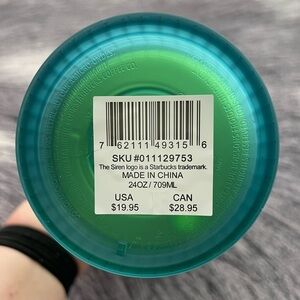 7 62111 49315 6
SKU #011129753
The Siren logo is a Starbucks trademark.
MADE IN CHINA
24OZ / 709ML
USA CAN
$19.95 $28.95